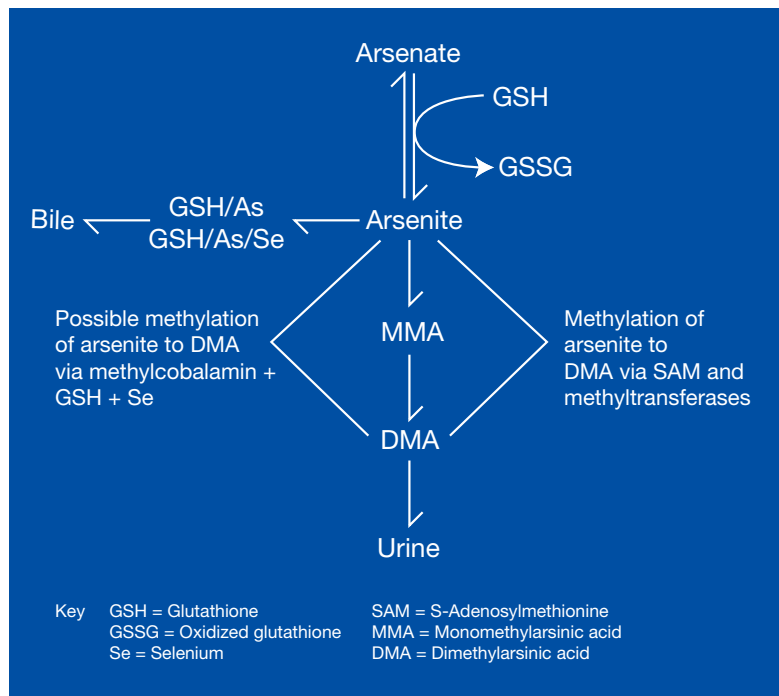 Arsenate
GSH
GSSG
Bile
GSH/As
GSH/As/Se
Arsenite
Possible methylation
of arsenite to DMA
via methylcobalamin +
GSH + Se
MMA
Methylation of
arsenite to
DMA via SAM and
methyltransferases
DMA
Urine
Key
GSH = Glutathione
GSSG = Oxidized glutathione
Se = Selenium
SAM = S-Adenosylmethionine
MMA = Monomethylarsinic acid
DMA = Dimethylarsinic acid